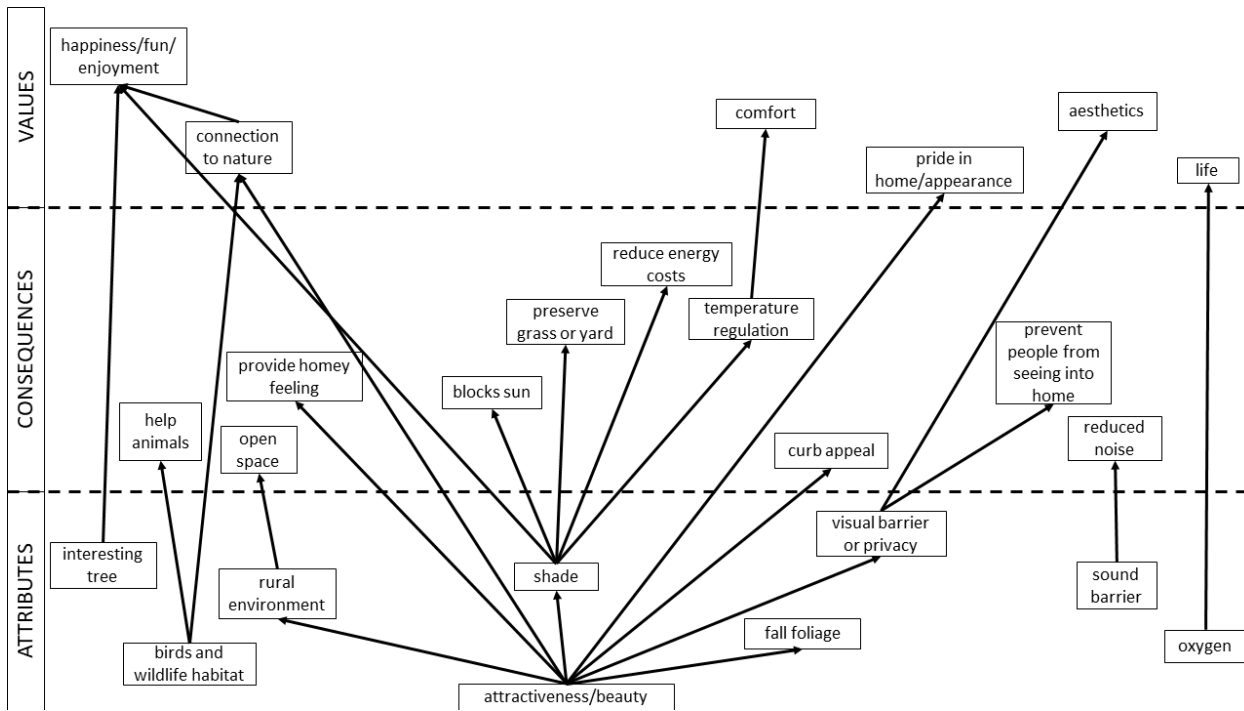 VALUES
happiness/fun/
enjoyment
connection
to nature
comfort
aesthetics
pride in
home/appearance
life
CONSEQUENCES
reduce energy
costs
preserve
grass or yard
temperature
regulation
prevent
people from
seeing into
home
provide homey
feeling
blocks sun
help
animals
open
space
curb appeal
reduced
noise
ATTRIBUTES
interesting
tree
rural
environment
shade
visual barrier
or privacy
sound
barrier
birds and
wildlife habitat
fall foliage
oxygen
attractiveness/beauty